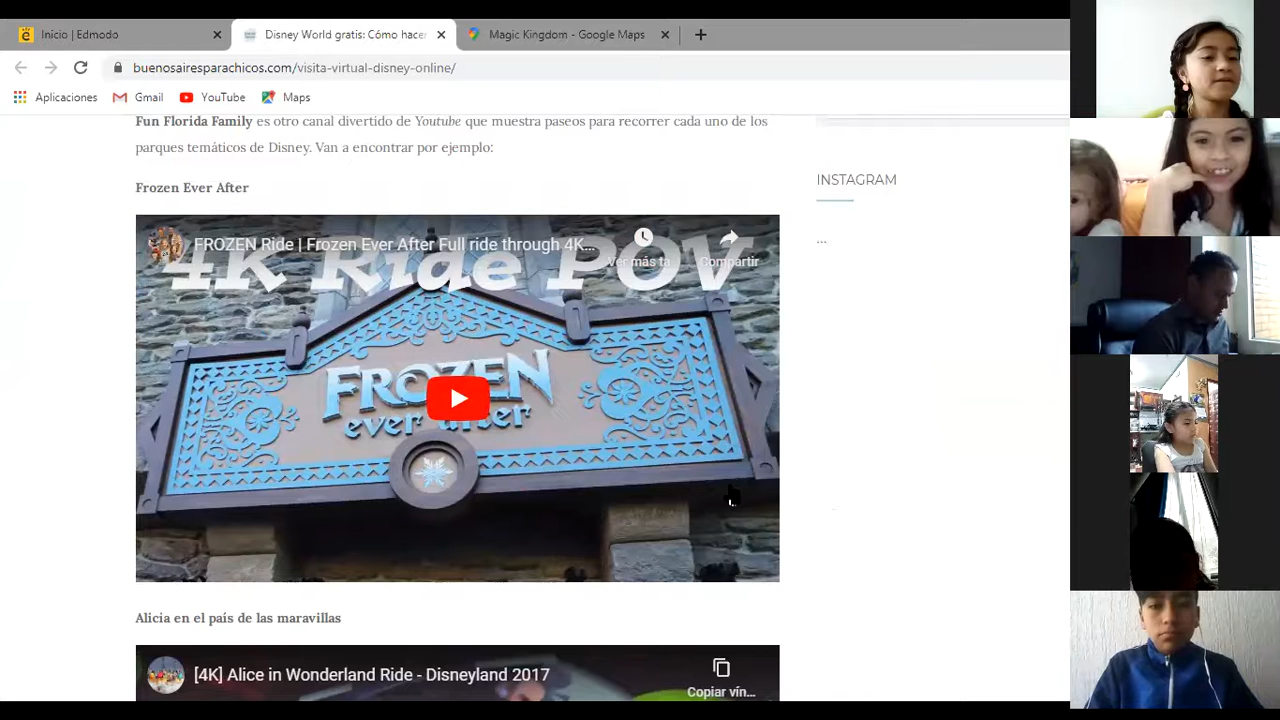 Inicio | Edmodo
Disney World gratis: Cómo hacer
Magic Kingdom - Google Maps
buenosairesparachicos.com/visita-virtual-disney-online/
Aplicaciones Gmail YouTube Maps
Fun Florida Family es otro canal divertido de Youtube que muestra paseos para recorrer cada uno de los
parques temáticos de Disney. Van a encontrar por ejemplo:
Frozen Ever After
FROZEN Ride | Frozen Ever After Full ride through 4K...
Ver más ta...
Compartir
4K Ride POV
FROZEN
ever after
Alicia en el país de las maravillas
[4K] Alice in Wonderland Ride - Disneyland 2017
Copiar vín...
INSTAGRAM
...